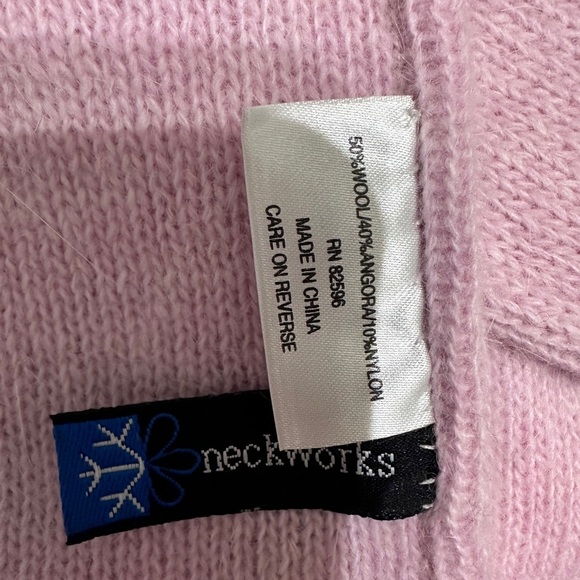 50%WOOL/40%ANGORA/10%NYLON
RN 82596
MADE IN CHINA
CARE ON REVERSE
neckworks